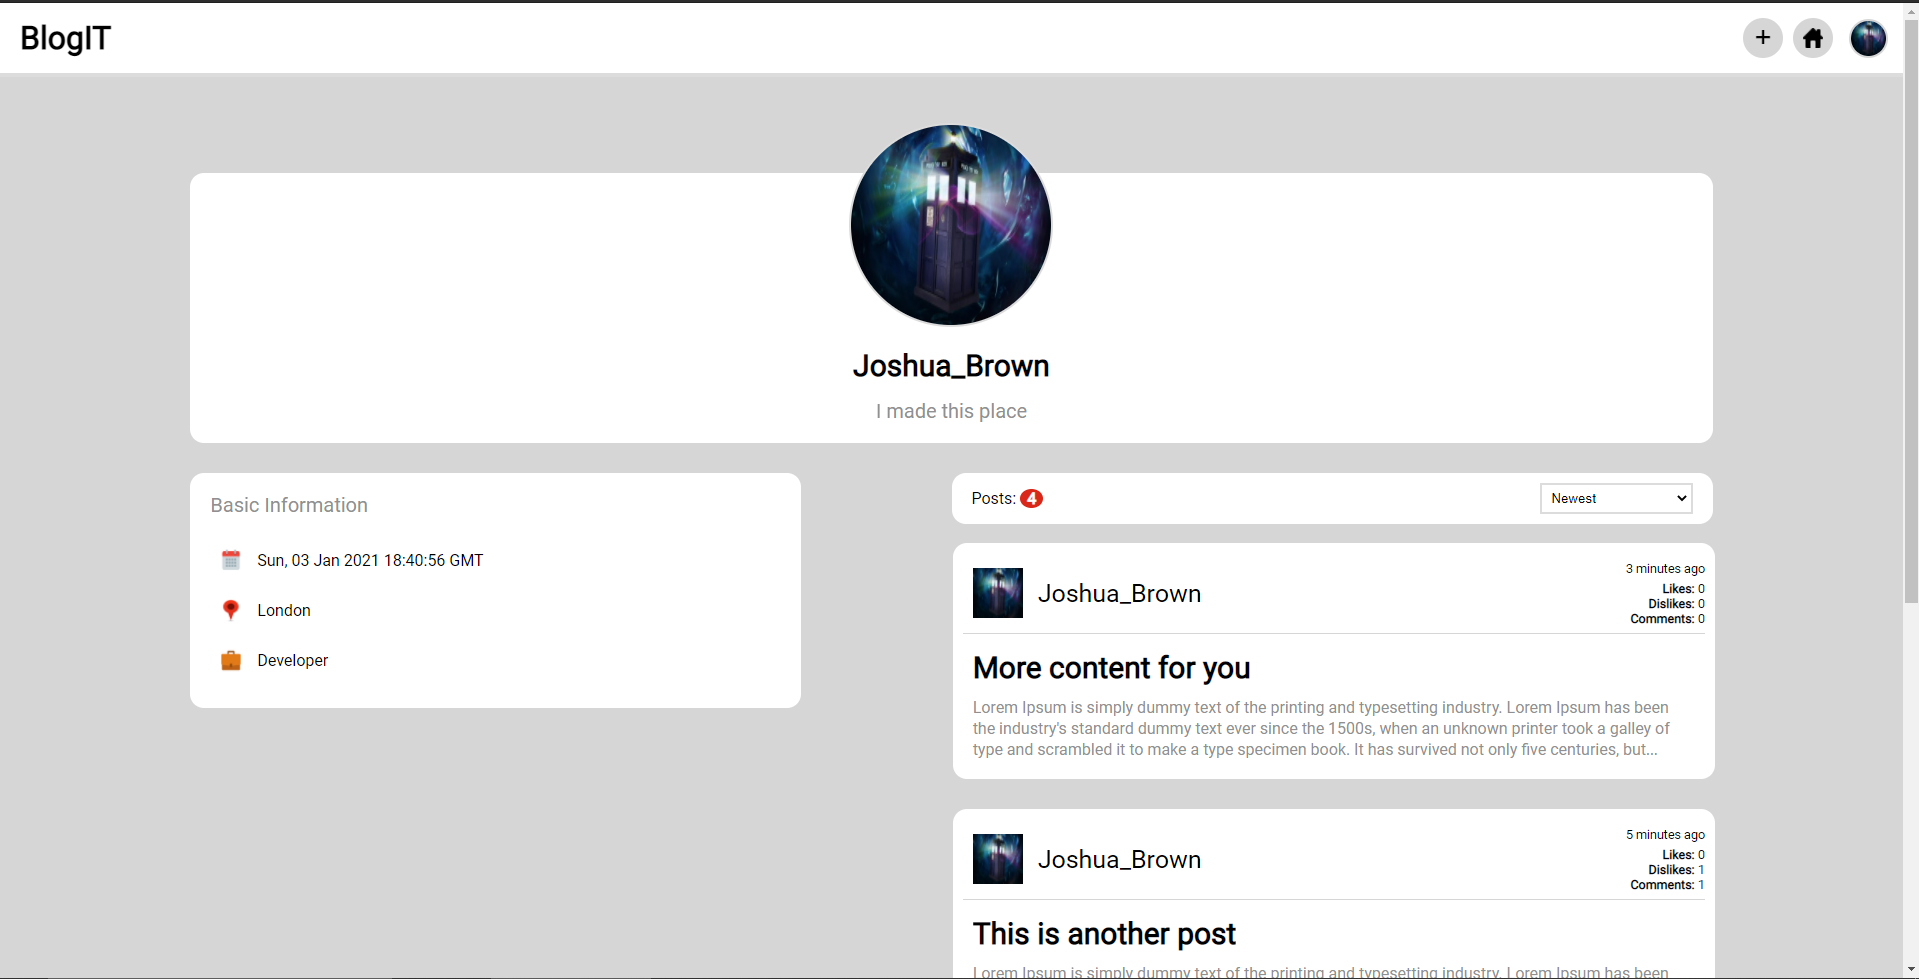 BlogIT
Joshua_Brown
I made this place
Basic Information
Sun, 03 Jan 2021 18:40:56 GMT
London
Developer
Posts: 4
Newest
Joshua_Brown
3 minutes ago
Likes: 0
Dislikes: 0
Comments: 0
More content for you
Lorem Ipsum is simply dummy text of the printing and typesetting industry. Lorem Ipsum has been
the industry's standard dummy text ever since the 1500s, when an unknown printer took a galley of
type and scrambled it to make a type specimen book. It has survived not only five centuries, but...
Joshua_Brown
5 minutes ago
Likes: 0
Dislikes: 1
Comments: 1
This is another post
Lorem Ipsum is simply dummy text of the printing and typesetting industry. Lorem Ipsum has been